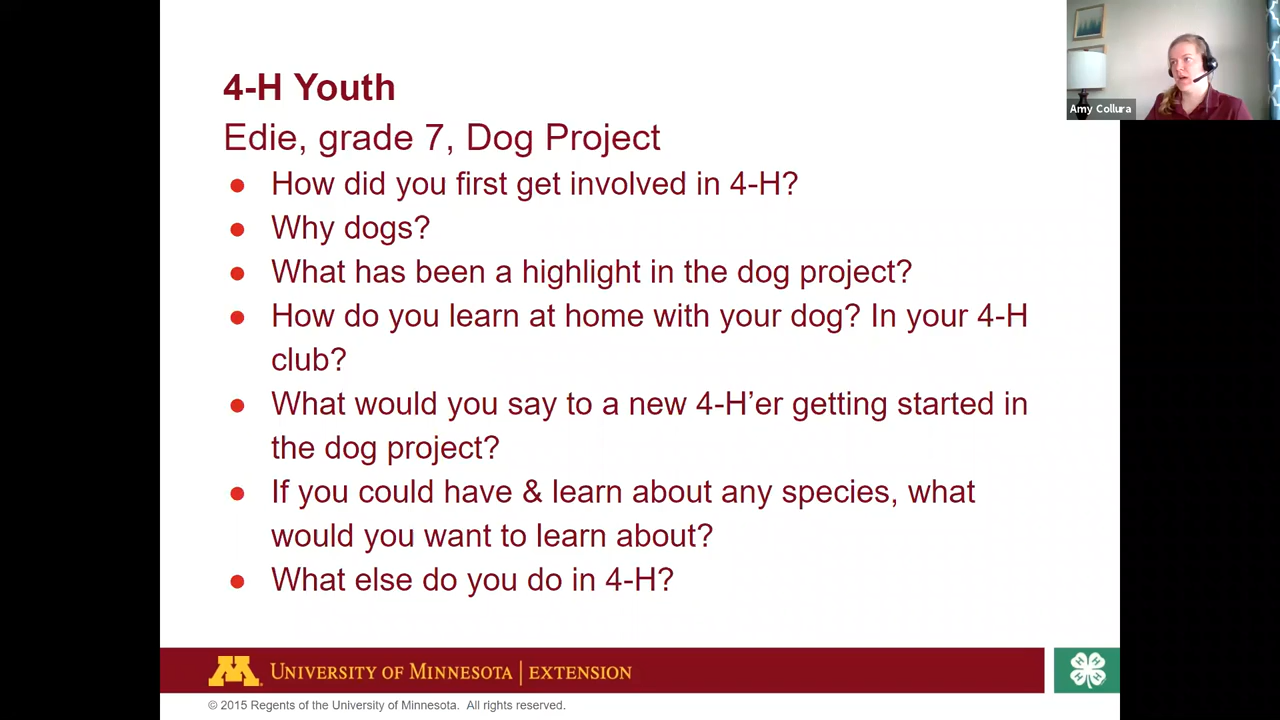 4-H Youth
Edie, grade 7, Dog Project
● How did you first get involved in 4-H?
● Why dogs?
● What has been a highlight in the dog project?
● How do you learn at home with your dog? In your 4-H
club?
● What would you say to a new 4-H’er getting started in
the dog project?
● If you could have & learn about any species, what
would you want to learn about?
● What else do you do in 4-H?
Amy Collura
M UNIVERSITY OF MINNESOTA | EXTENSION
© 2015 Regents of the University of Minnesota. All rights reserved.